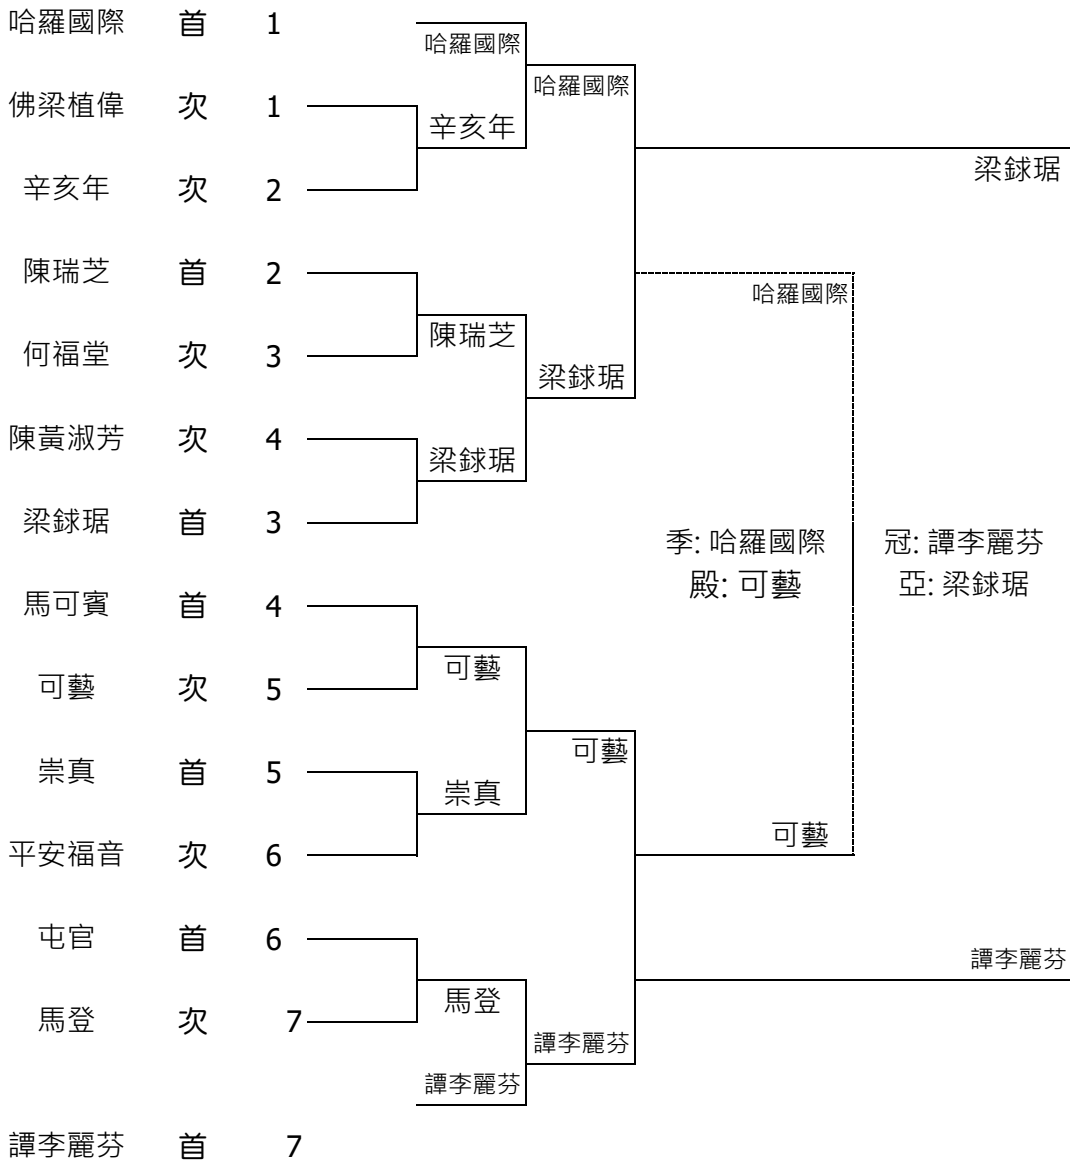 哈羅國際 首 1
哈羅國際
哈羅國際
佛梁植偉 次 1
辛亥年
梁銶琚
辛亥年 次 2
陳瑞芝 首 2
哈羅國際
陳瑞芝
何福堂 次 3
梁銶琚
陳黃淑芳 次 4
梁銶琚
梁銶琚 首 3
季: 哈羅國際 冠: 譚李麗芬
殿: 可藝 亞: 梁銶琚
馬可賓 首 4
可藝
可藝 次 5
可藝
崇真 首 5
崇真
可藝
平安福音 次 6
屯官 首 6
譚李麗芬
馬登
馬登 次 7
譚李麗芬
譚李麗芬
譚李麗芬 首 7